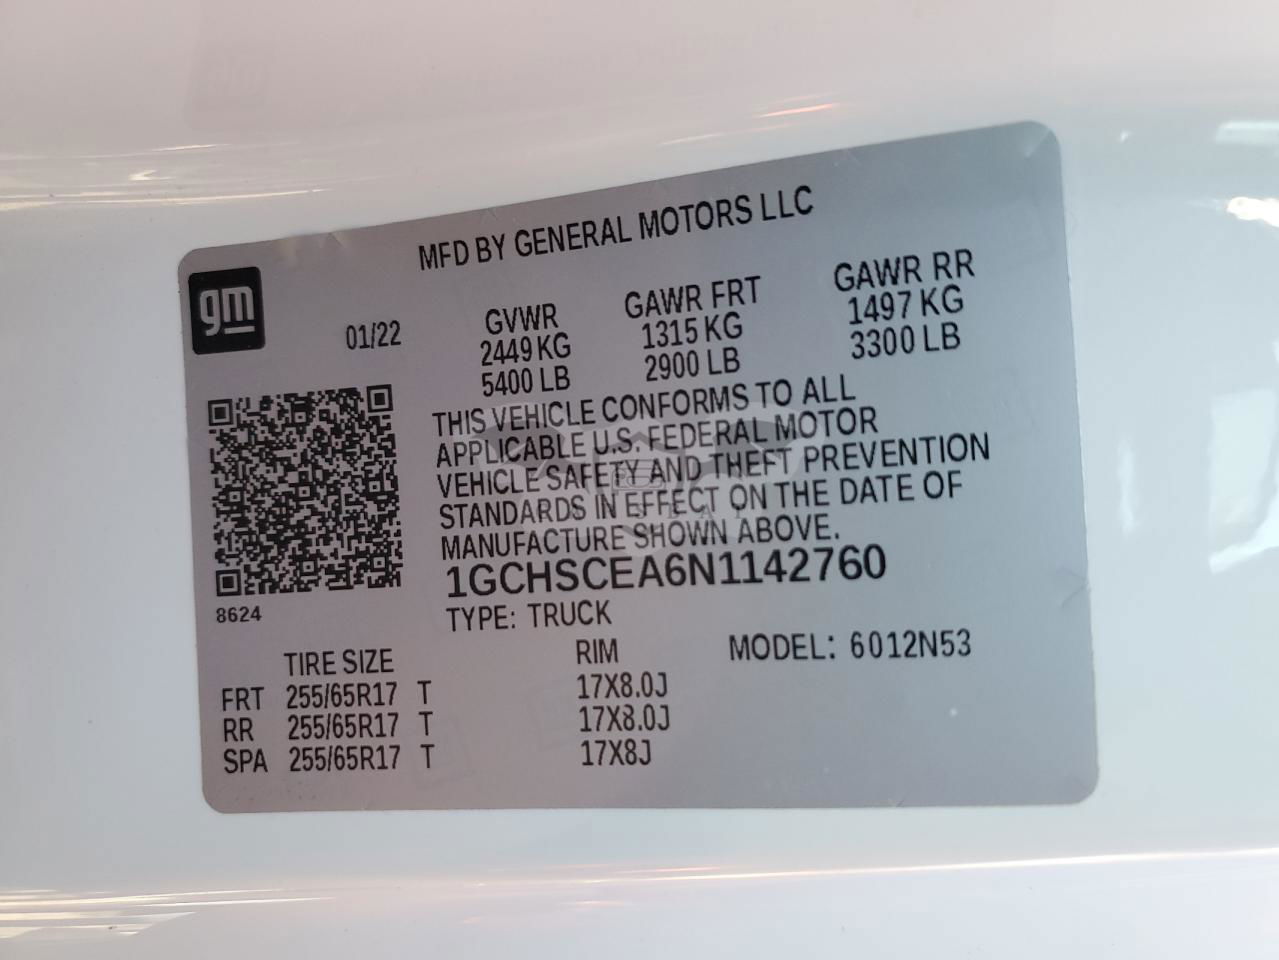 MFD BY GENERAL MOTORS LLC
gm
01/22
GVWR GAWR FRT GAWR RR
2449 KG 1315 KG 1497 KG
5400 LB 2900 LB 3300 LB
THIS VEHICLE CONFORMS TO ALL
APPLICABLE U.S. FEDERAL MOTOR
VEHICLE SAFETY AND THEFT PREVENTION
STANDARDS IN EFFECT ON THE DATE OF
MANUFACTURE SHOWN ABOVE.
1GCHSCEA6N1142760
8624
TYPE: TRUCK
TIRE SIZE RIM MODEL: 6012N53
FRT 255/65R17 T 17X8.0J
RR 255/65R17 T 17X8.0J
SPA 255/65R17 T 17X8J